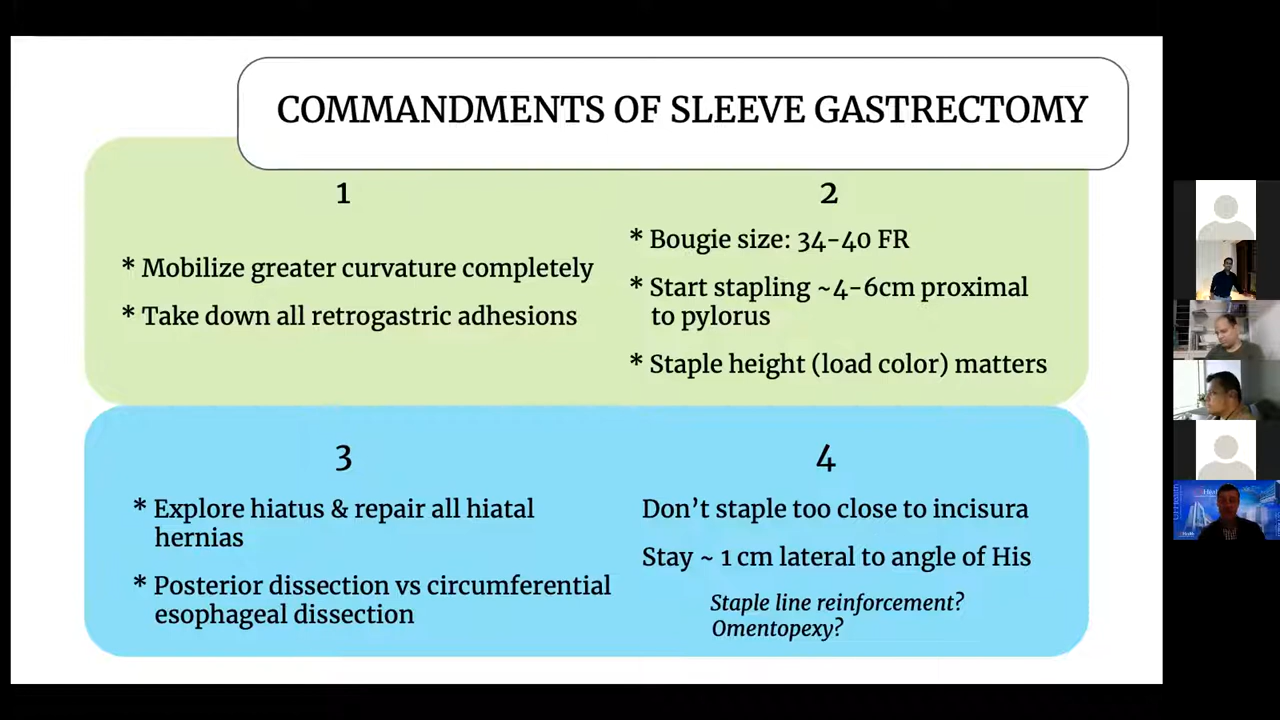 COMMANDMENTS OF SLEEVE GASTRECTOMY
1
* Mobilize greater curvature completely
* Take down all retrogastric adhesions
2
* Bougie size: 34-40 FR
* Start stapling ~4-6cm proximal
to pylorus
* Staple height (load color) matters
3
* Explore hiatus & repair all hiatal
hernias
* Posterior dissection vs circumferential
esophageal dissection
4
Don't staple too close to incisura
Stay ~ 1 cm lateral to angle of His
Staple line reinforcement?
Omentopexy?